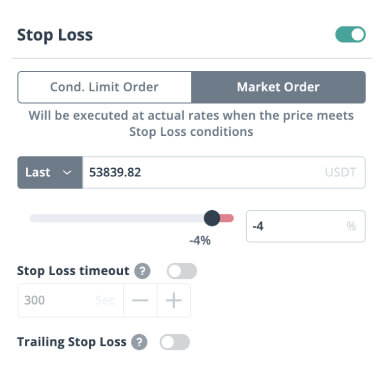 Stop Loss
Cond. Limit Order
Market Order
Will be executed at actual rates when the price meets
Stop Loss conditions
Last
53839.82
USDT
-4%
-4
%
Stop Loss timeout ?
300
Sec
Trailing Stop Loss ?